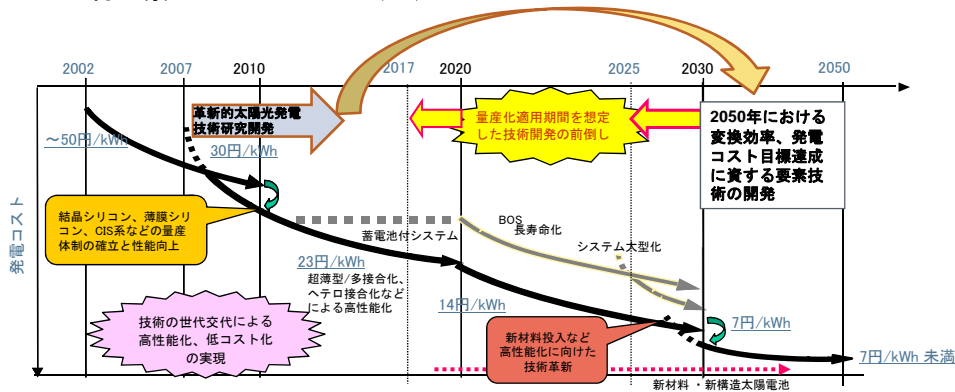 2002
2007
2010
2017
2020
2025
2030
2050
革新的太陽光発電
技術研究開発
量産化適用期間を想定
した技術開発の前倒し
2050年における
変換効率、発電
コスト目標達成
に資する要素技
術の開発
～50円/kWh
30円/kWh
発電コスト
結晶シリコン、薄膜シリ
コン、CIS系などの量産
体制の確立と性能向上
BOS
長寿命化
蓄電池付システム
システム大型化
23円/kWh
超薄型/多接合化、
ヘテロ接合化など
による高性能化
14円/kWh
7円/kWh
技術の世代交代による
高性能化、低コスト化
の実現
新材料投入など
高性能化に向けた
技術革新
7円/kWh 未満
新材料 ・新構造太陽電池